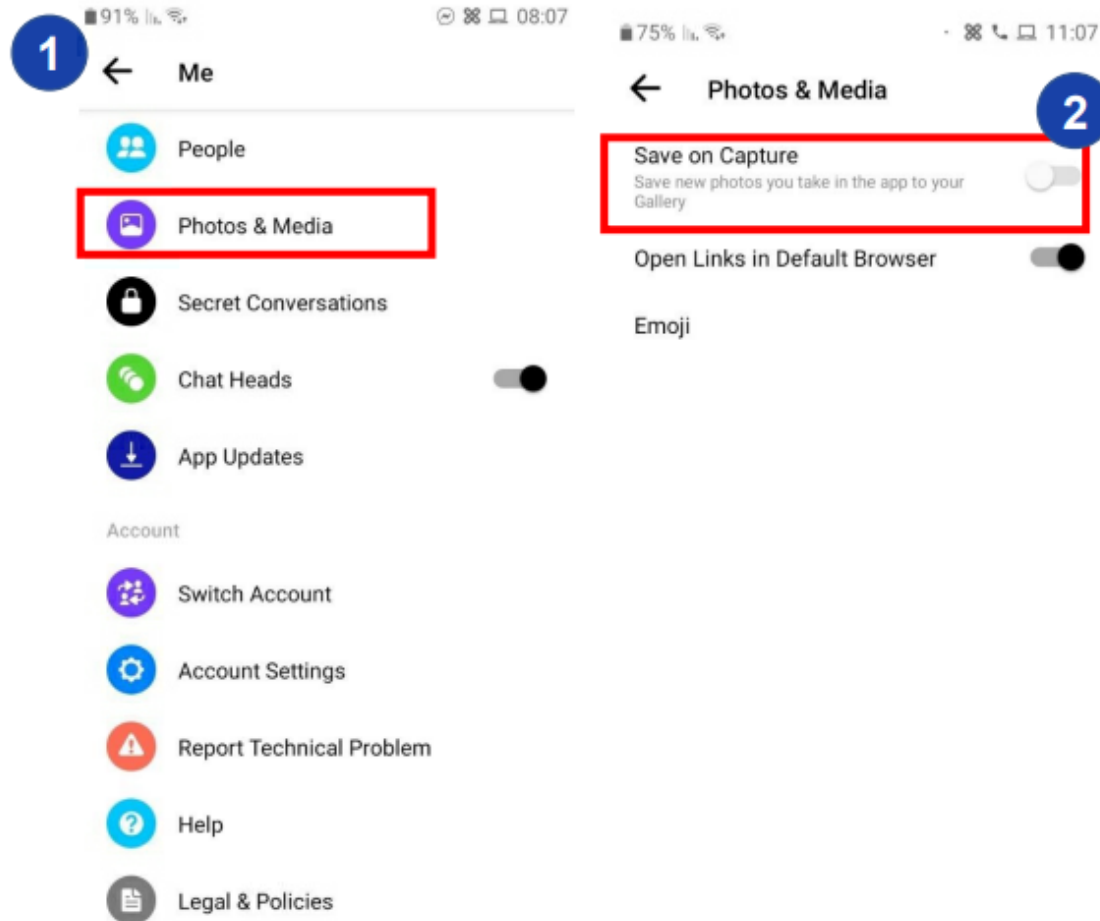 1
91% 08:07
Me
People
Photos & Media
Secret Conversations
Chat Heads
App Updates
Account
Switch Account
Account Settings
Report Technical Problem
Help
Legal & Policies
75% 11:07
Photos & Media
2
Save on Capture
Save new photos you take in the app to your
Gallery
Open Links in Default Browser
Emoji